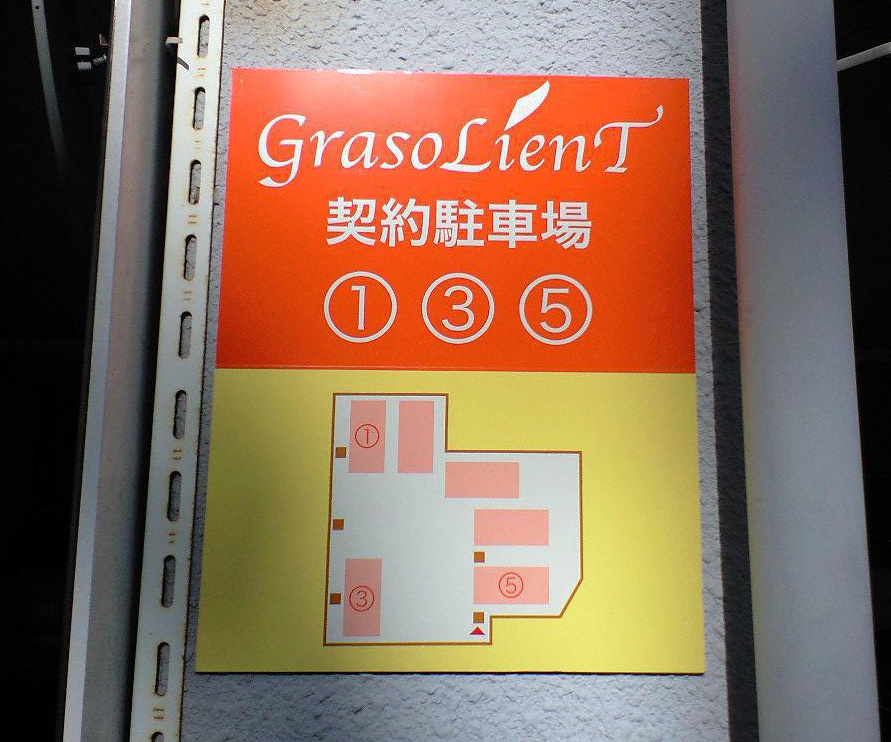 GrasoLienT
契約駐車場
① ③ ⑤
①
⑤
③